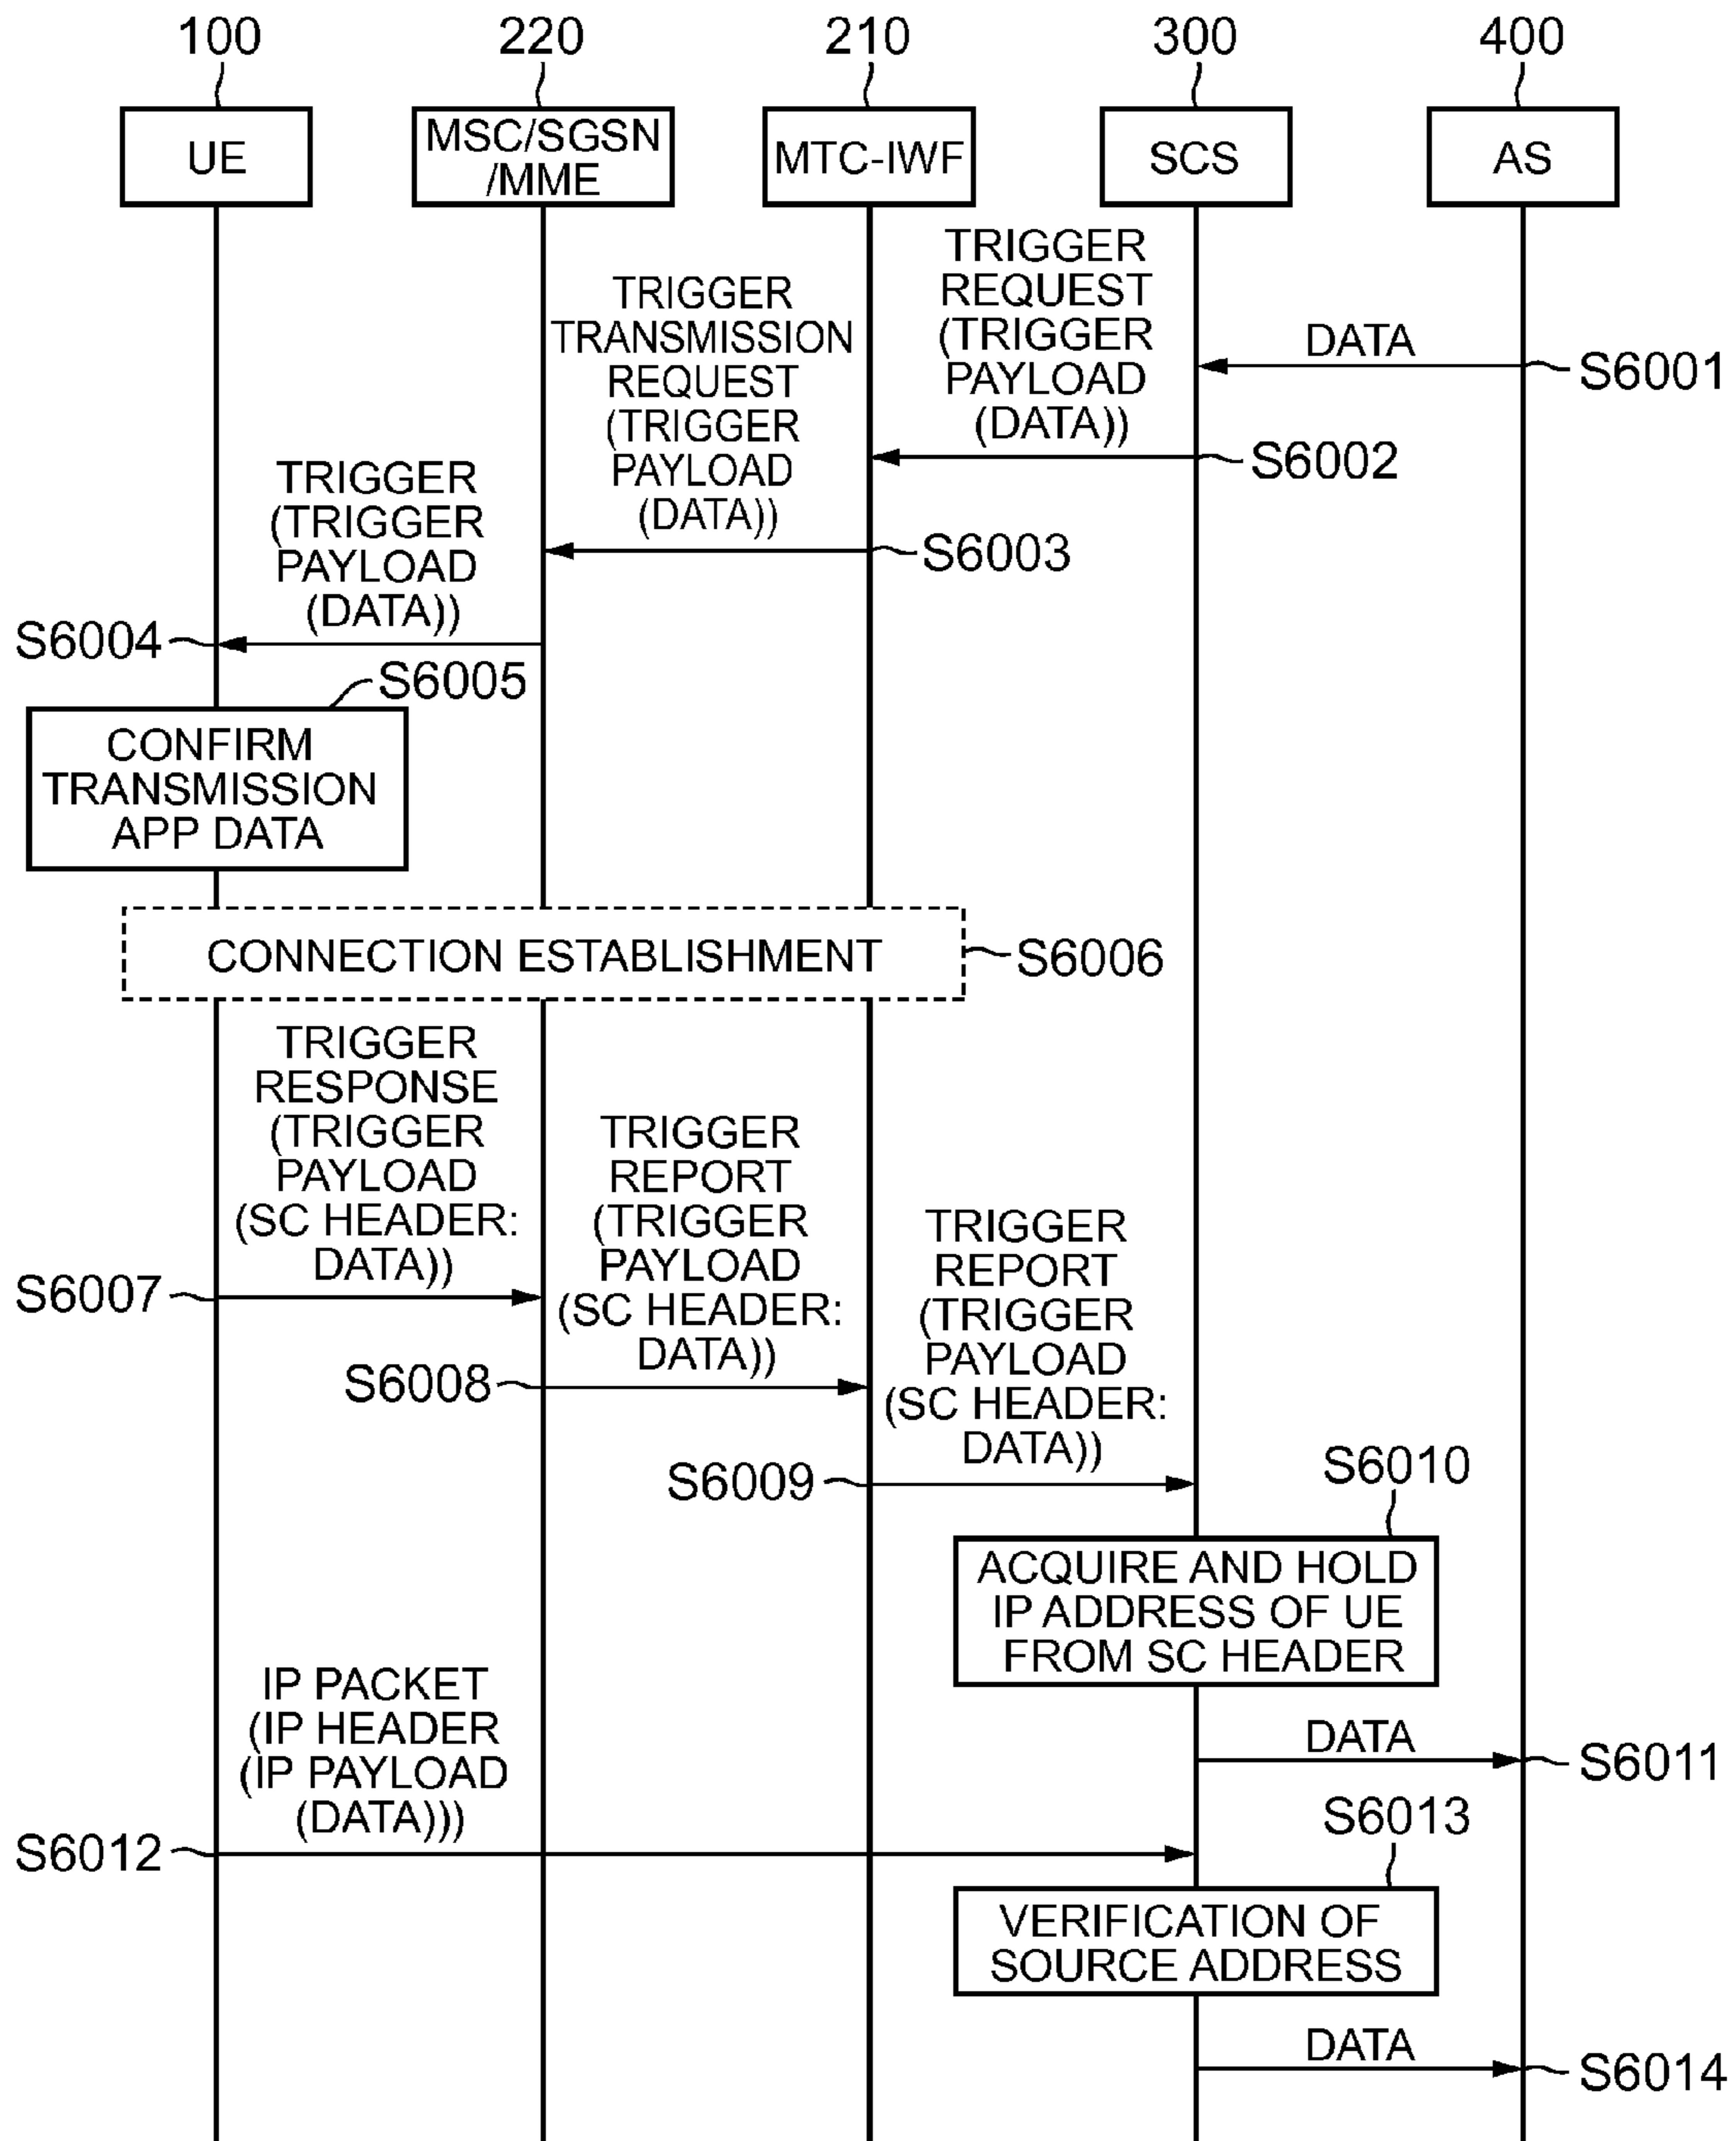 100
220
210
300
400
UE
MSC/SGSN
/MME
MTC-IWF
SCS
AS
DATA
S6001
TRIGGER
REQUEST
(TRIGGER
PAYLOAD
(DATA))
S6002
TRIGGER
TRANSMISSION
REQUEST
(TRIGGER
PAYLOAD
(DATA))
S6003
TRIGGER
(TRIGGER
PAYLOAD
(DATA))
S6004
S6005
CONFIRM
TRANSMISSION
APP DATA
CONNECTION ESTABLISHMENT
S6006
TRIGGER
RESPONSE
(TRIGGER
PAYLOAD
(SC HEADER:
DATA))
S6007
TRIGGER
REPORT
(TRIGGER
PAYLOAD
(SC HEADER:
DATA))
S6008
TRIGGER
REPORT
(TRIGGER
PAYLOAD
(SC HEADER:
DATA))
S6009
S6010
ACQUIRE AND HOLD
IP ADDRESS OF UE
FROM SC HEADER
DATA
S6011
IP PACKET
(IP HEADER
(IP PAYLOAD
(DATA)))
S6012
S6013
VERIFICATION OF
SOURCE ADDRESS
DATA
S6014